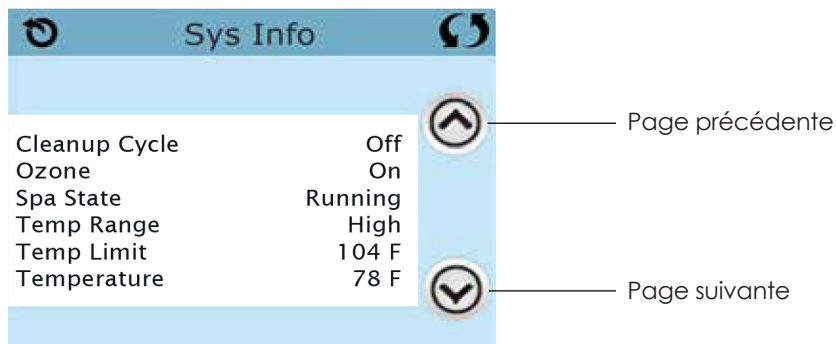 Sys Info
Cleanup Cycle Off
Ozone On
Spa State Running
Temp Range High
Temp Limit 104 F
Temperature 78 F
Page précédente
Page suivante